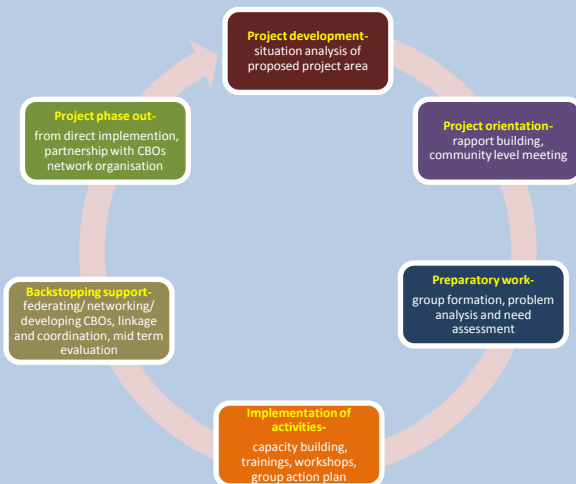 Project development-
situation analysis of
proposed project area
Project orientation-
rapport building,
community level meeting
Preparatory work-
group formation, problem
analysis and need
assessment
Implementation of
activities-
capacity building,
trainings, workshops,
group action plan
Backstopping support-
federating/ networking/
developing CBOs, linkage
and coordination, mid term
evaluation
Project phase out-
from direct implemention,
partnership with CBOs
network organisation